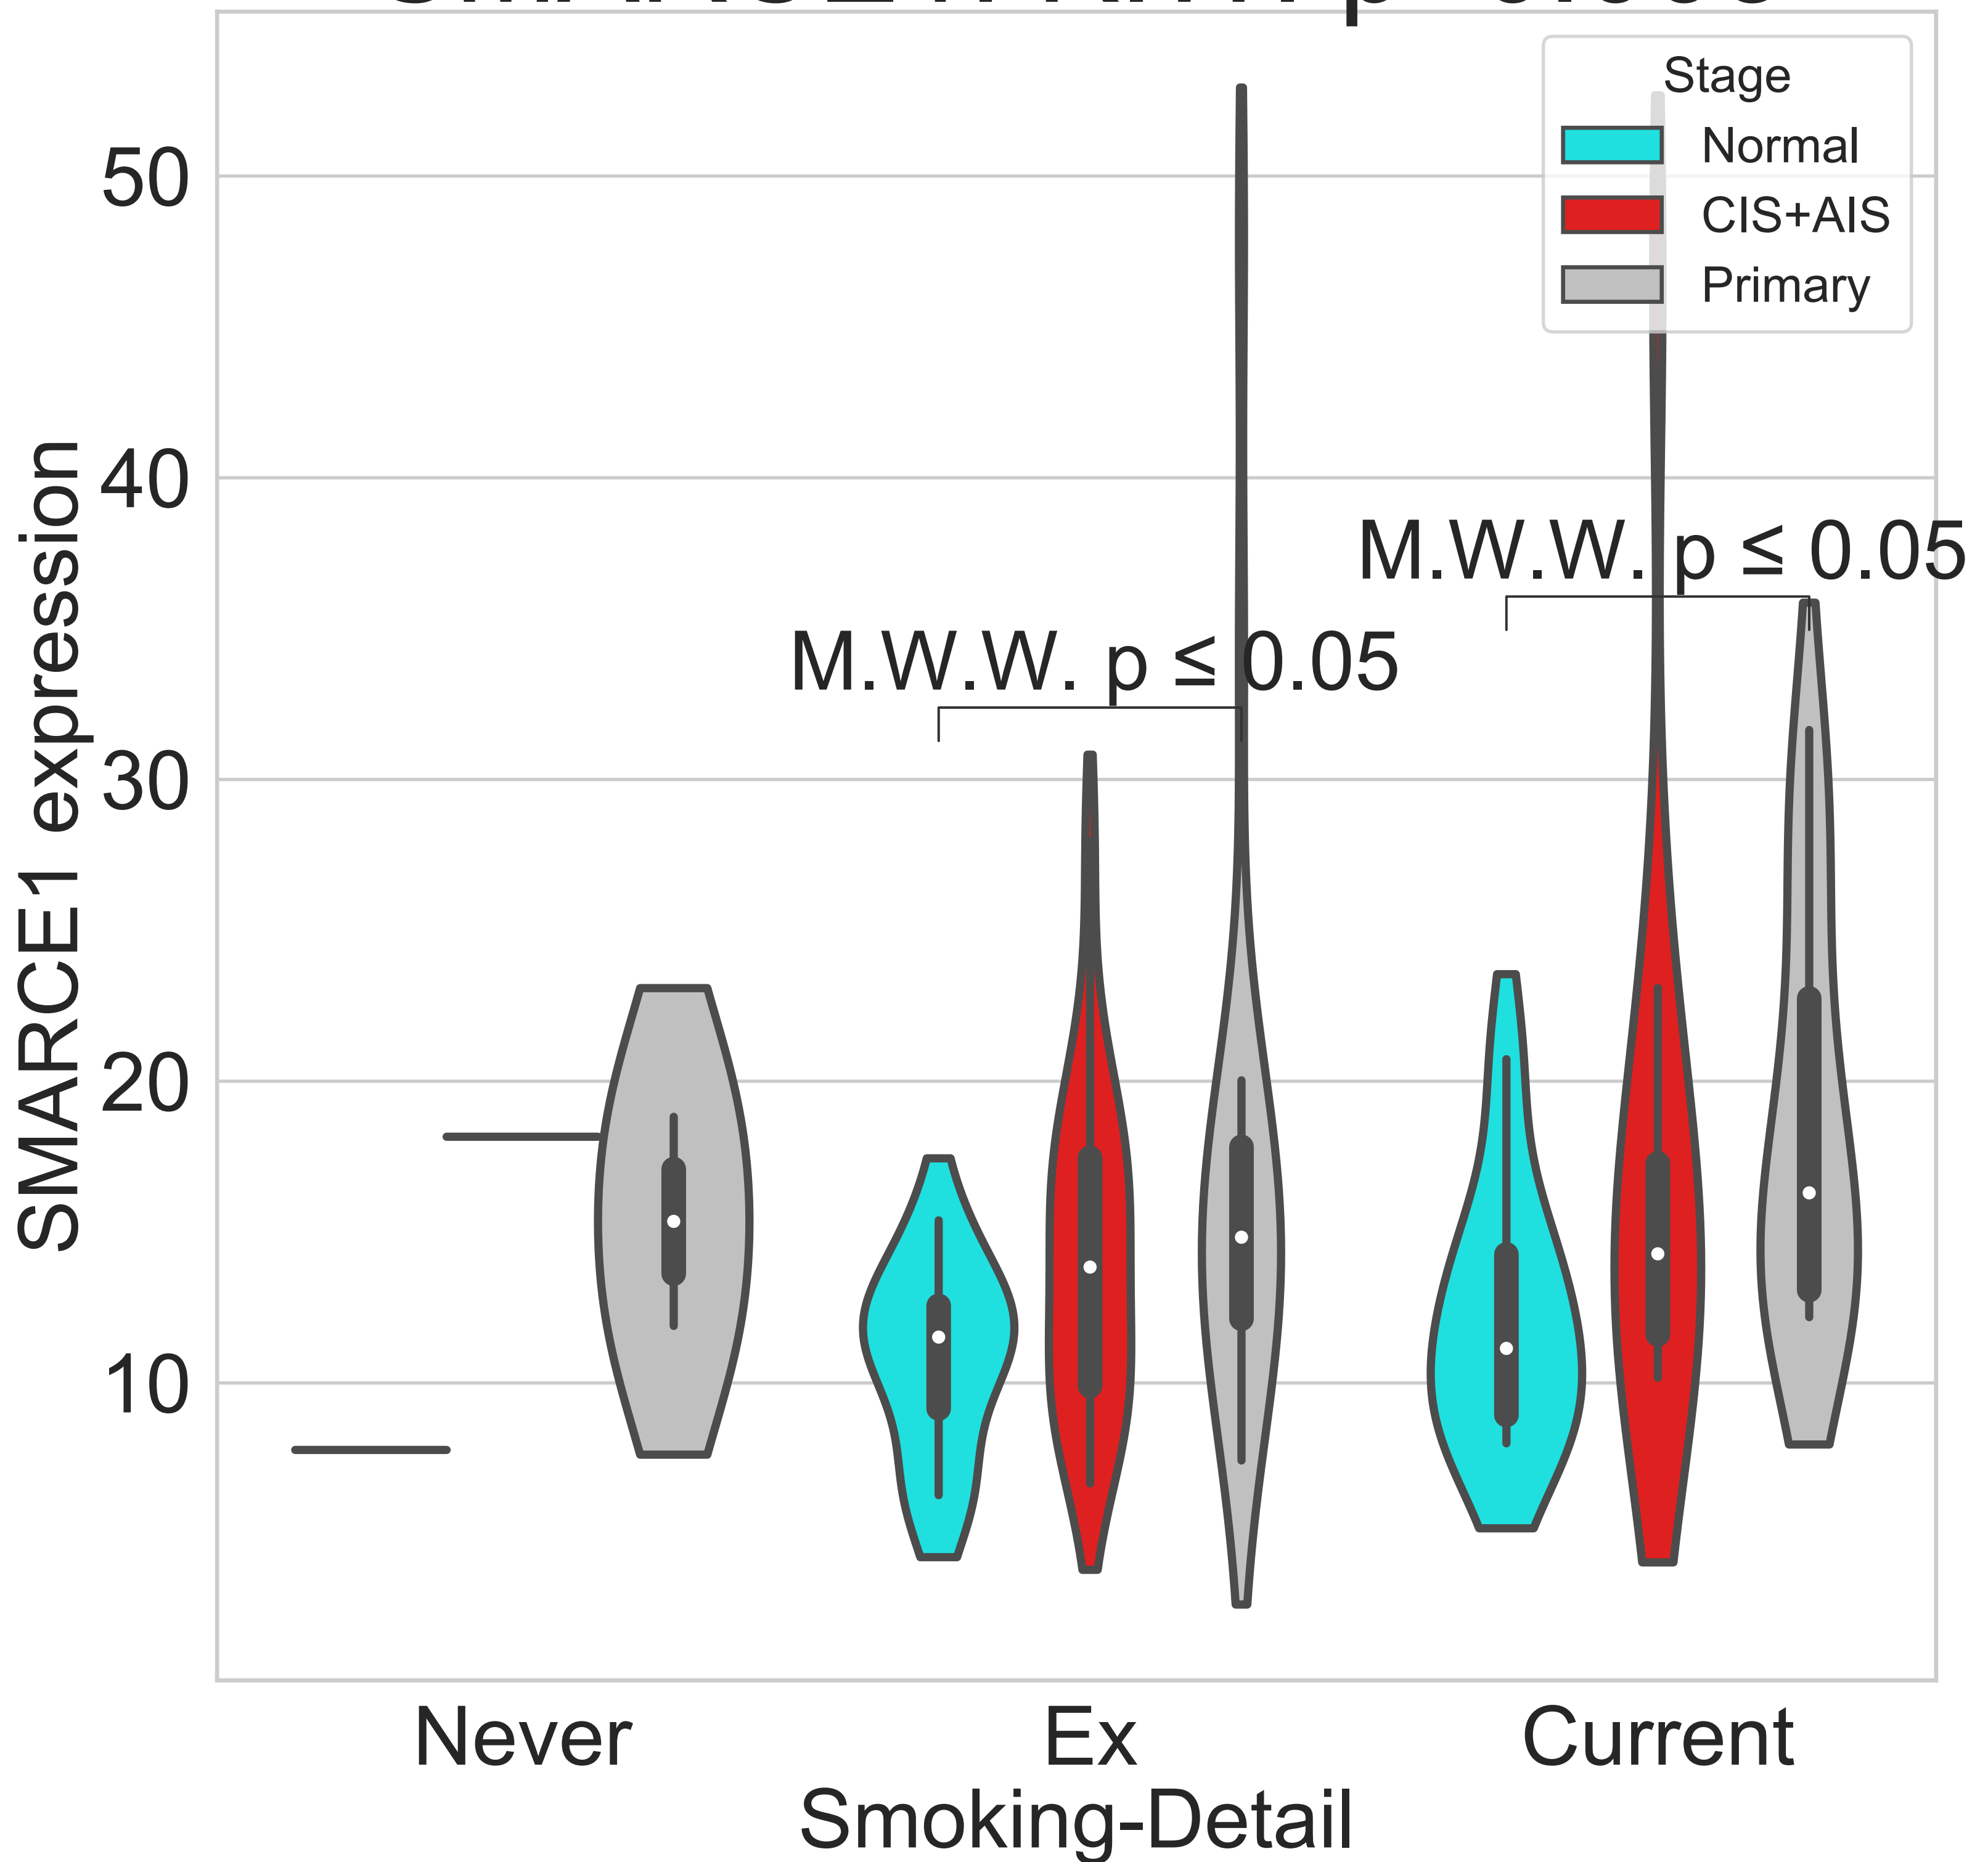 Stage
Normal
CIS+AIS
Primary
50
40
30
20
10
SMARCE1 expression
M.W.W. p ≤ 0.05
M.W.W. p ≤ 0.05
Never
Ex
Current
Smoking-Detail